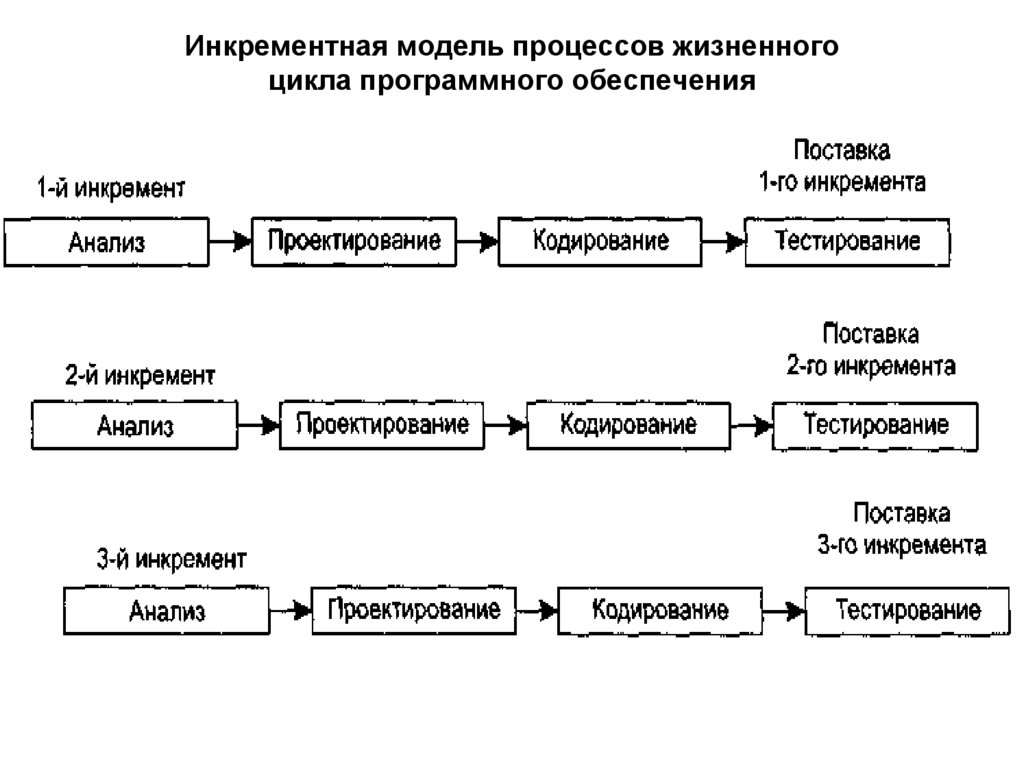 Инкрементная модель процессов жизненного
цикла программного обеспечения
Поставка
1-го инкремента
1-й инкремент
Анализ
Проектирование
Кодирование
Тестирование
Поставка
2-го инкремента
2-й инкремент
Анализ
Проектирование
Кодирование
Тестирование
Поставка
3-го инкремента
3-й инкремент
Анализ
Проектирование
Кодирование
Тестирование